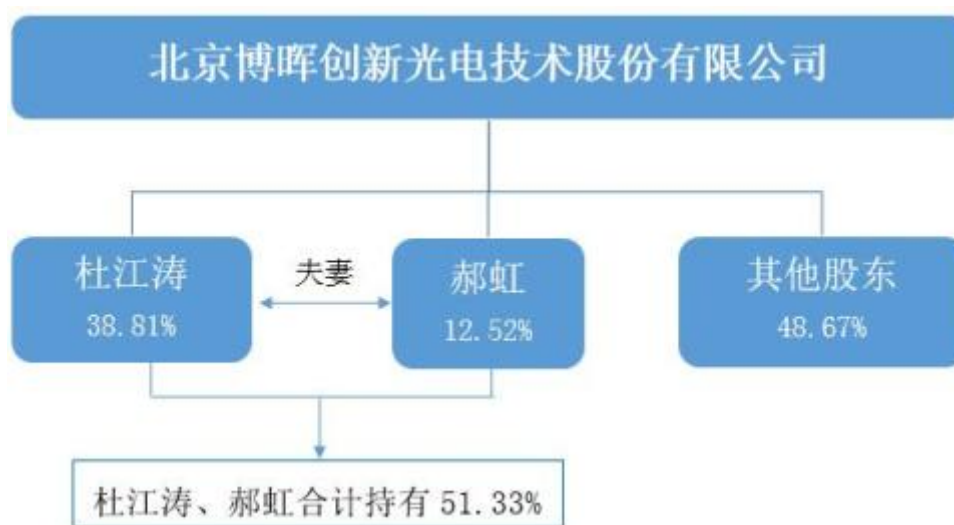 北京博晖创新光电技术股份有限公司
杜江涛
38.81%
夫妻
郝虹
12.52%
其他股东
48.67%
杜江涛、郝虹合计持有 51.33%